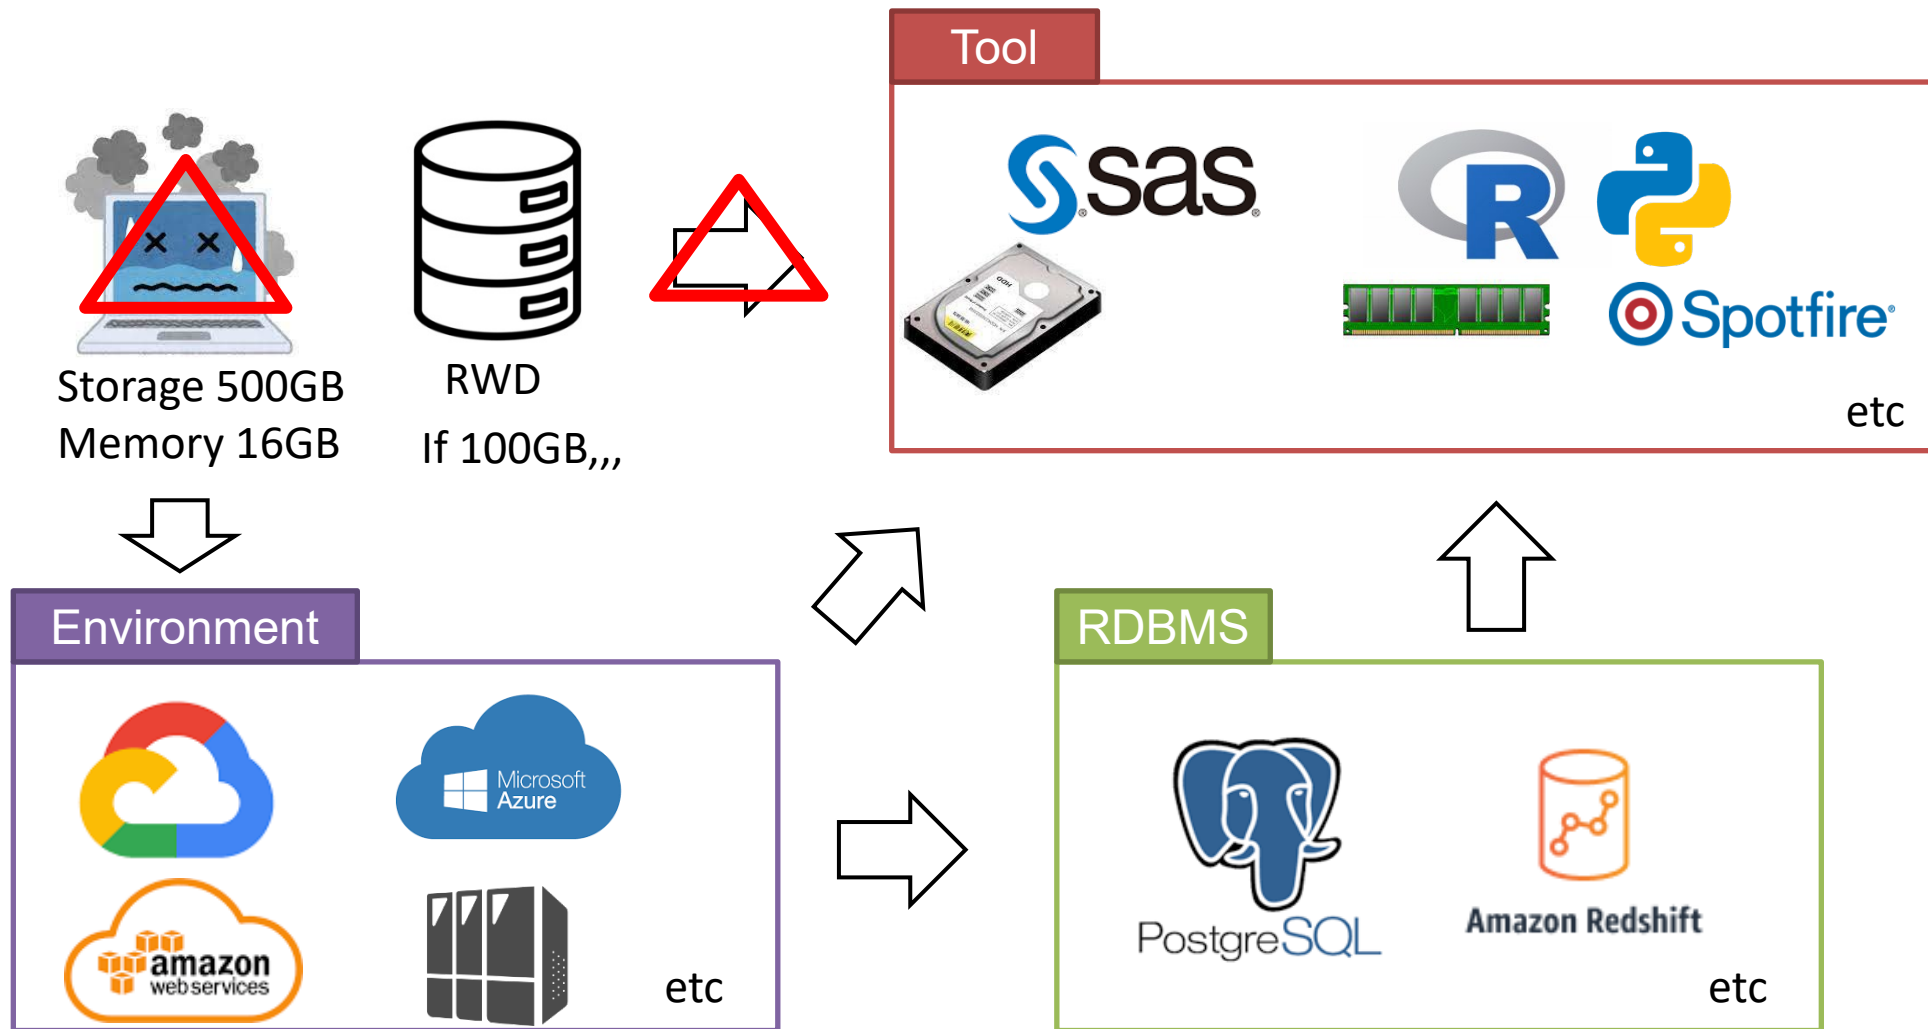 Tool
sas
R
Spotfire
HDD
etc
Storage 500GB
Memory 16GB
RWD
If 100GB,,,
Environment
Microsoft
Azure
amazon
web services
etc
RDBMS
PostgreSQL
Amazon Redshift
etc